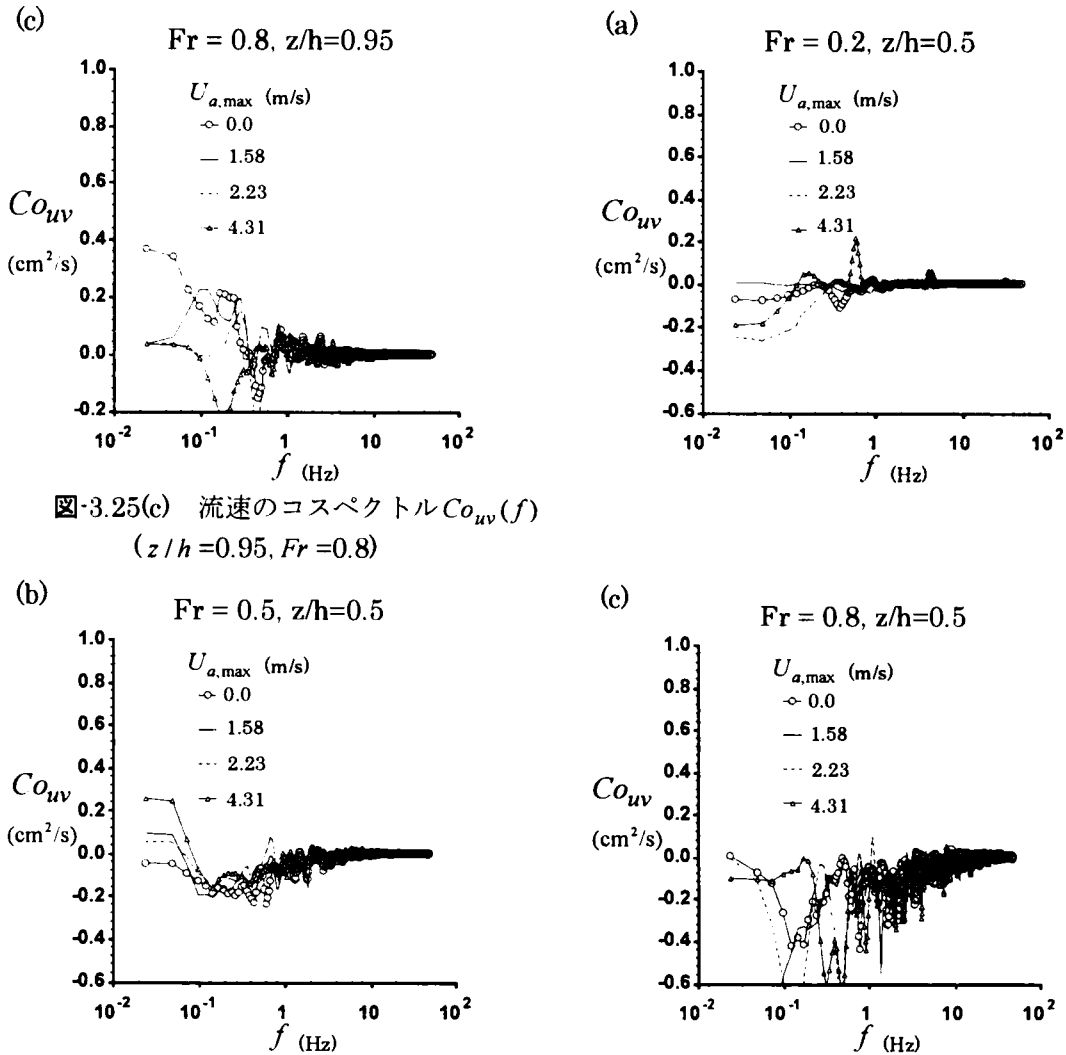 (c)
Fr = 0.8, z/h=0.95
1.0
0.8
0.6
0.4
0.2
0.0
-0.2
U_{a,max} (m/s)
0.0
1.58
2.23
4.31
Co_{uv}
(cm²/s)
10⁻² 10⁻¹ 1 10 10²
f (Hz)
図-3.25(c) 流速のコスペクトルCo_{uv}(f)
(z/h=0.95, Fr=0.8)
(a)
Fr = 0.2, z/h=0.5
1.0
0.8
0.6
0.4
0.2
0.0
-0.2
-0.4
-0.6
U_{a,max} (m/s)
0.0
1.58
2.23
4.31
Co_{uv}
(cm²/s)
10⁻² 10⁻¹ 1 10 10²
f (Hz)
(b)
Fr = 0.5, z/h=0.5
1.0
0.8
0.6
0.4
0.2
0.0
-0.2
-0.4
-0.6
U_{a,max} (m/s)
0.0
1.58
2.23
4.31
Co_{uv}
(cm²/s)
10⁻² 10⁻¹ 1 10 10²
f (Hz)
(c)
Fr = 0.8, z/h=0.5
1.0
0.8
0.6
0.4
0.2
0.0
-0.2
-0.4
-0.6
U_{a,max} (m/s)
0.0
1.58
2.23
4.31
Co_{uv}
(cm²/s)
10⁻² 10⁻¹ 1 10 10²
f (Hz)